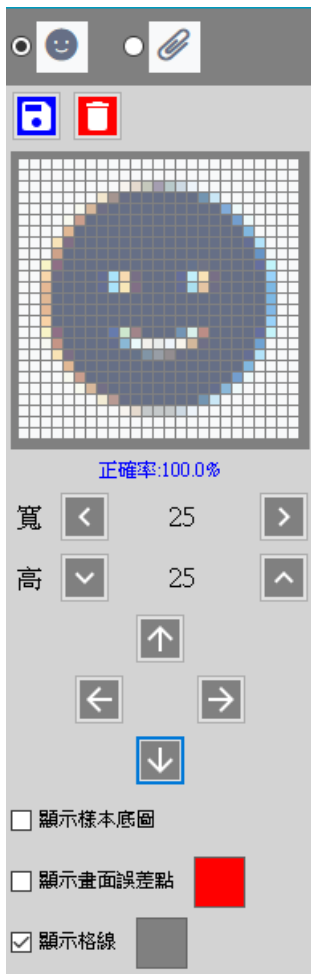 正確率:100.0%
寬 25
高 25
顯示樣本底圖
顯示畫面誤差點
顯示格線